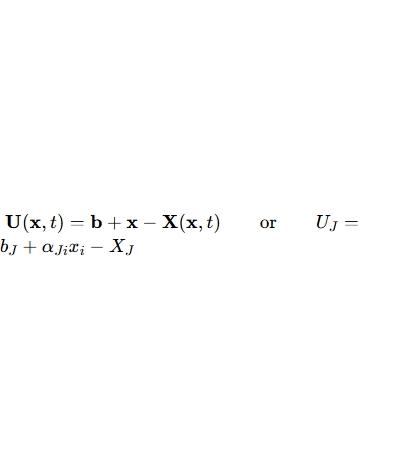 U(x, t) = b + x − X(x, t) or U_J =
b_J + α_{Ji}x_i − X_J